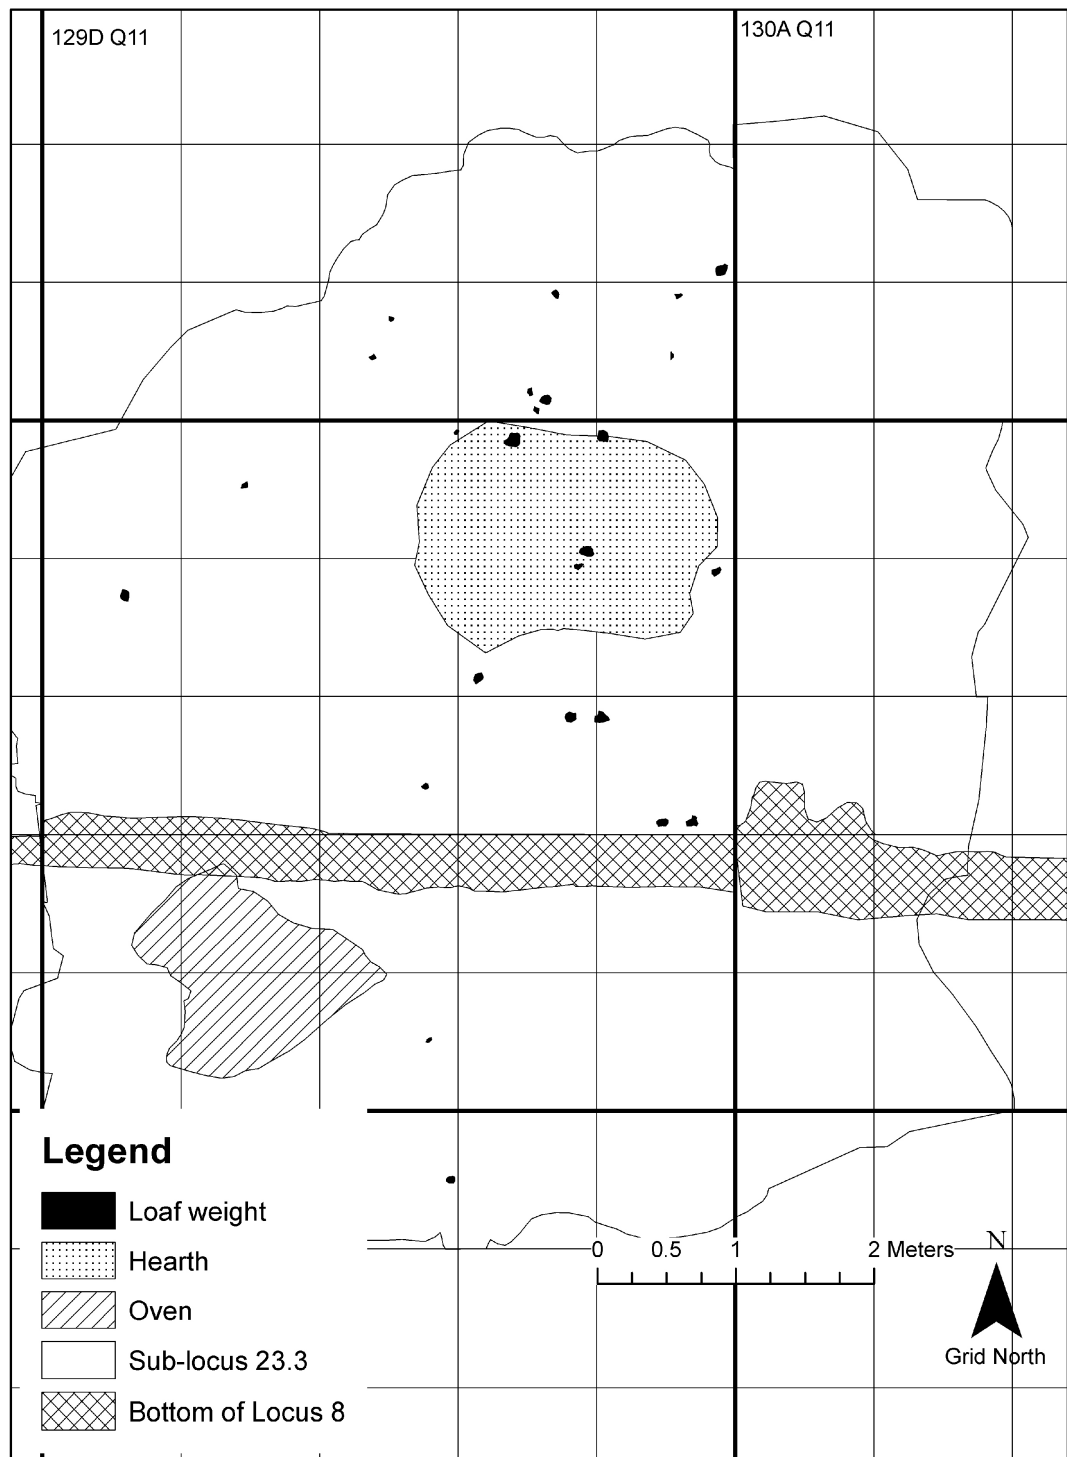 129D Q11
130A Q11
Legend
Loaf weight
Hearth
Oven
Sub-locus 23.3
Bottom of Locus 8
0 0.5 1 2 Meters
N
Grid North